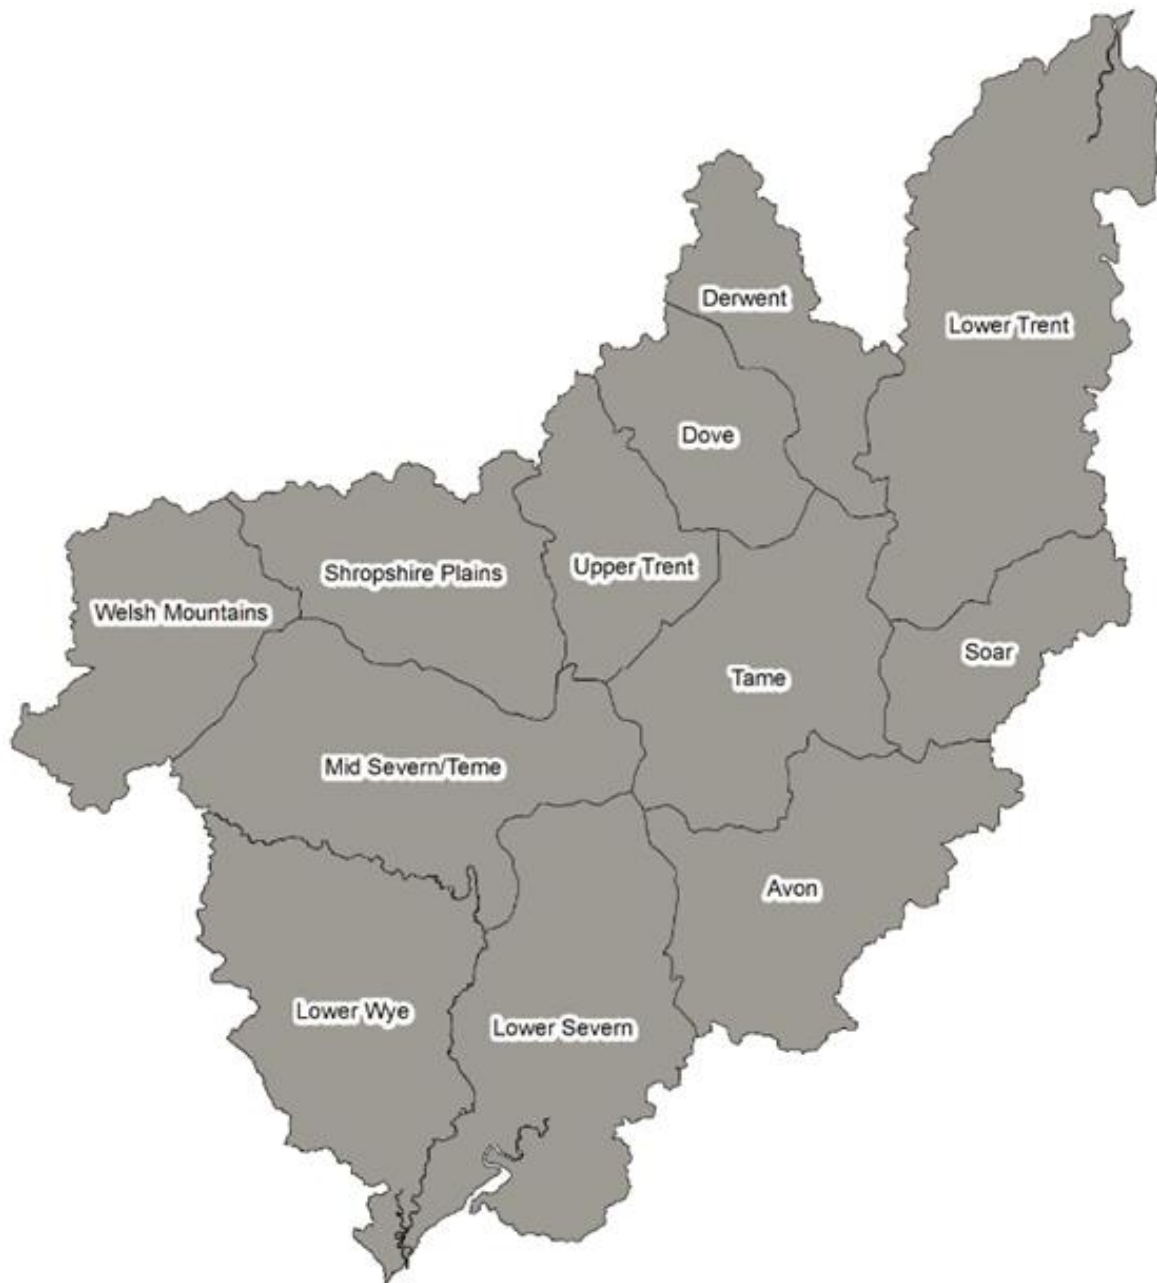 Derwent
Lower Trent
Dove
Shropshire Plains
Upper Trent
Welsh Mountains
Soar
Tame
Mid Severn/Teme
Avon
Lower Wye
Lower Severn